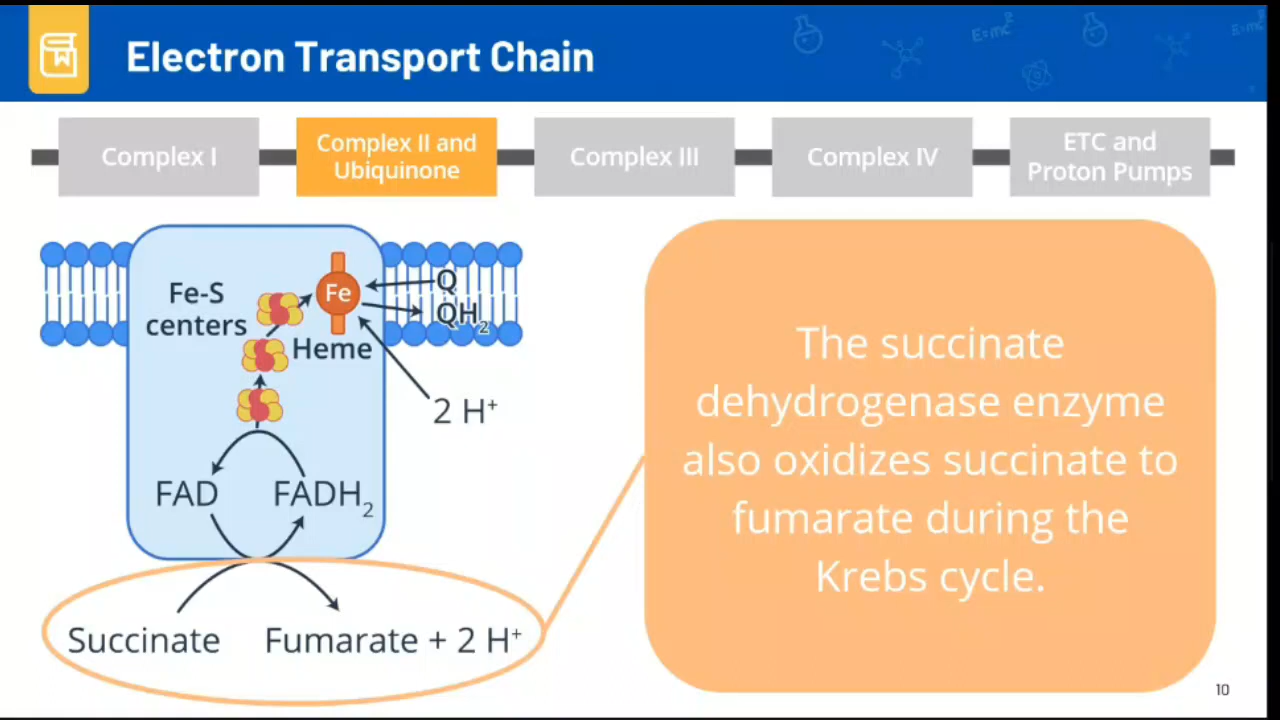 Electron Transport Chain
E=mc²
E=mc²
Complex I
Complex II and
Ubiquinone
Complex III
Complex IV
ETC and
Proton Pumps
Fe-S
centers
Fe
Heme
Q
QH₂
2 H⁺
FAD
FADH₂
Succinate
Fumarate + 2 H⁺
The succinate
dehydrogenase enzyme
also oxidizes succinate to
fumarate during the
Krebs cycle.
10